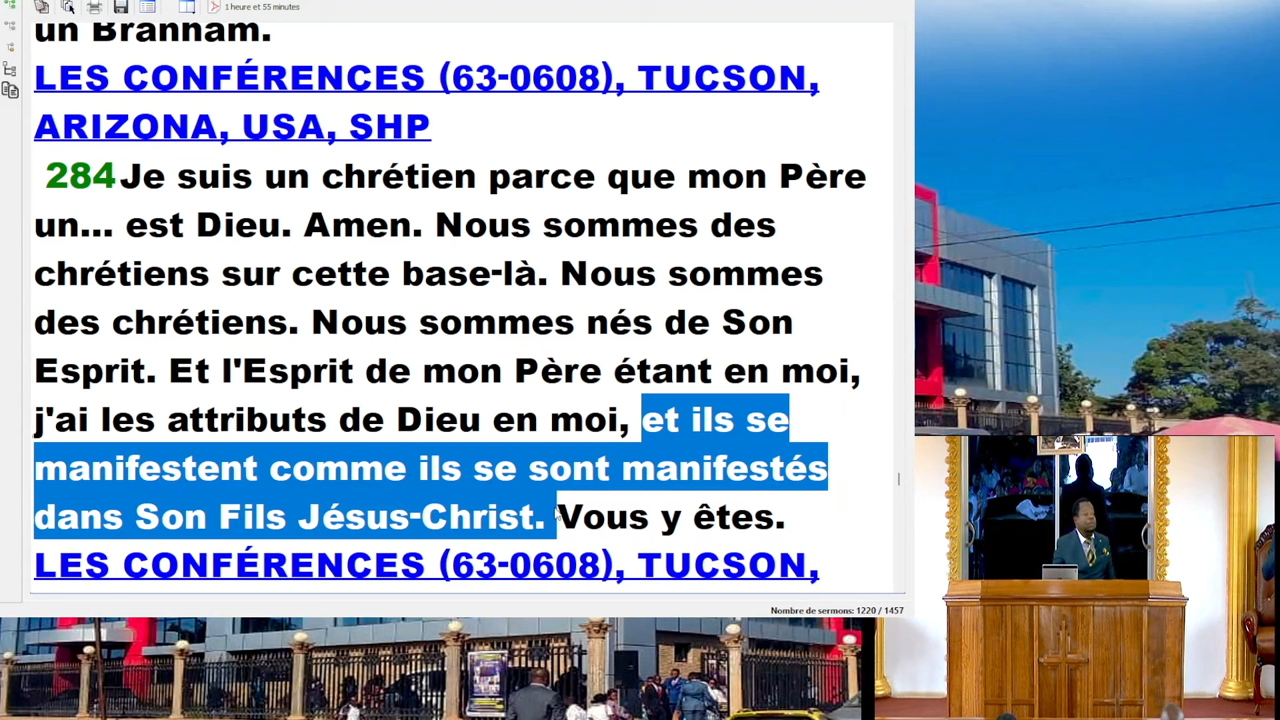 1 heure et 55 minutes
un Branham.
LES CONFÉRENCES (63-0608), TUCSON,
ARIZONA, USA, SHP
284 Je suis un chrétien parce que mon Père
un... est Dieu. Amen. Nous sommes des
chrétiens sur cette base-là. Nous sommes
des chrétiens. Nous sommes nés de Son
Esprit. Et l'Esprit de mon Père étant en moi,
j'ai les attributs de Dieu en moi, et ils se
manifestent comme ils se sont manifestés
dans Son Fils Jésus-Christ. Vous y êtes.
LES CONFÉRENCES (63-0608), TUCSON,
Nombre de sermons: 1220 / 1457